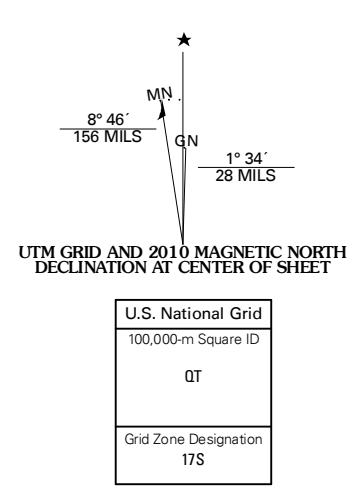 ★
MN
8° 46´
156 MILS
GN
1° 34´
28 MILS
UTM GRID AND 2010 MAGNETIC NORTH
DECLINATION AT CENTER OF SHEET
U.S. National Grid
100,000-m Square ID
QT
Grid Zone Designation
17S